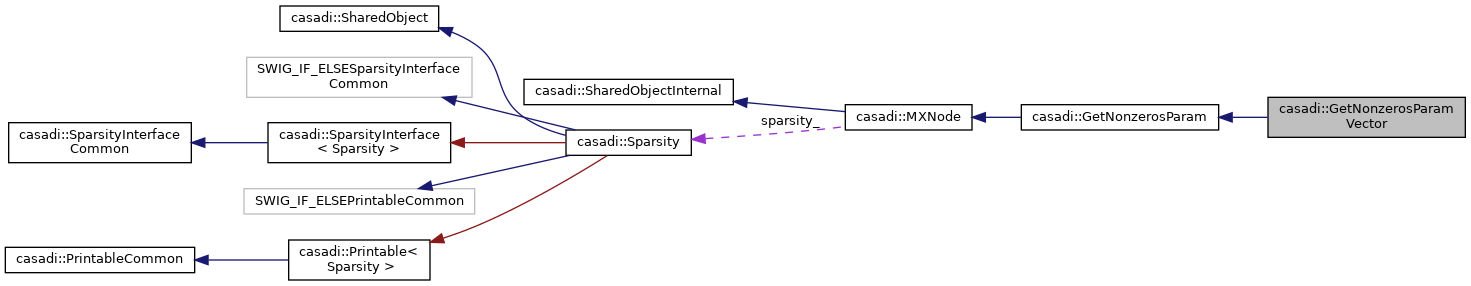 casadi::SharedObject
SWIG_IF_ELSESparsityInterface
Common
casadi::SharedObjectInternal
casadi::GetNonzerosParam
Vector
casadi::MXNode
casadi::GetNonzerosParam
sparsity_
casadi::SparsityInterface
Common
casadi::SparsityInterface
< Sparsity >
casadi::Sparsity
SWIG_IF_ELSEPrintableCommon
casadi::PrintableCommon
casadi::Printable<
Sparsity >